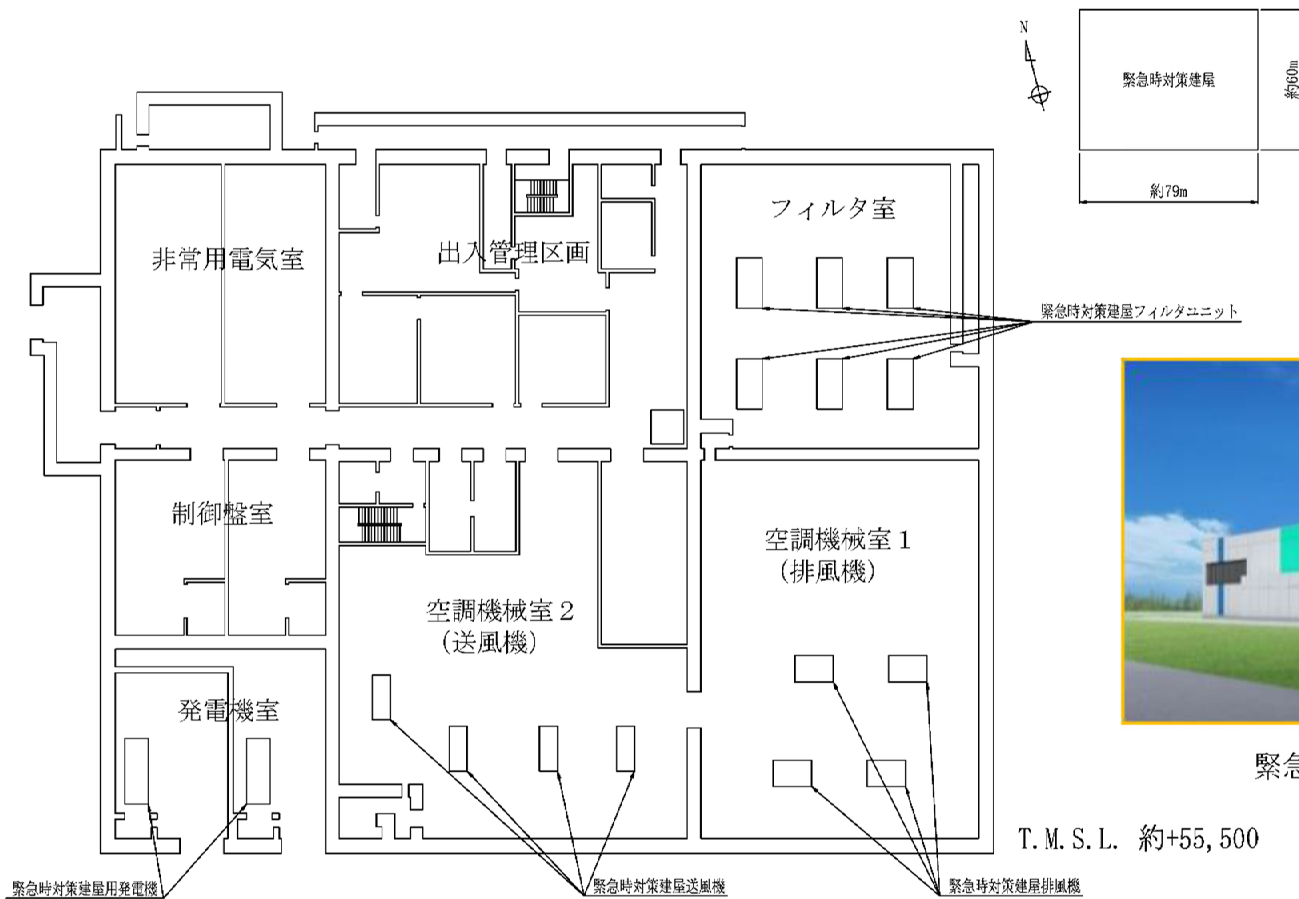 N
緊急時対策建屋
約60m
約79m
フィルタ室
非常用電気室
出入管理区画
緊急時対策建屋フィルタユニット
制御盤室
空調機械室1
(排風機)
空調機械室2
(送風機)
発電機室
緊急
T.M.S.L. 約+55,500
緊急時対策建屋用発電機
緊急時対策建屋送風機
緊急時対策建屋排風機